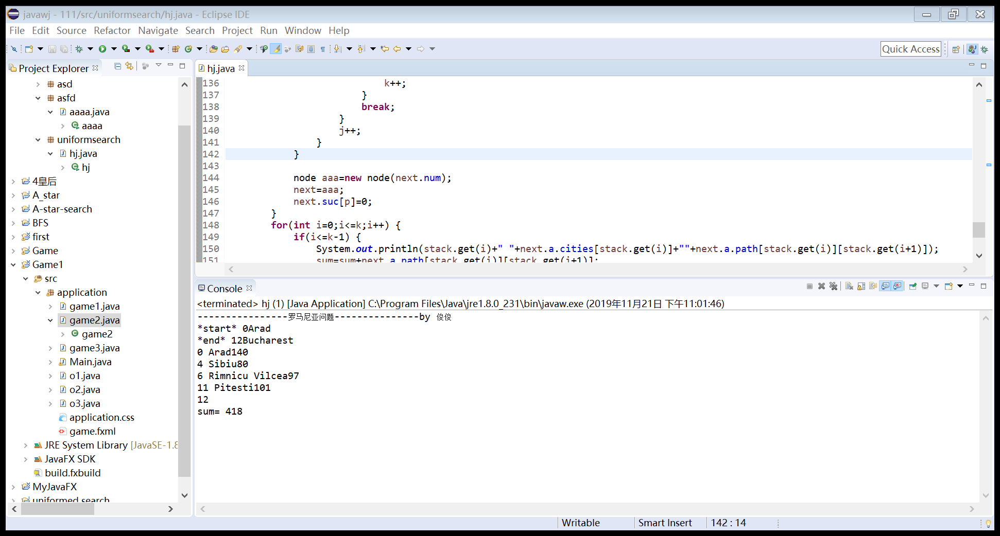 javawj - 111/src/uniformsearch/hj.java - Eclipse IDE
File Edit Source Refactor Navigate Search Project Run Window Help
Quick Access
Project Explorer
asd
asfd
aaaa.java
aaaa
uniformsearch
hj.java
hj
4皇后
A_star
A-star-search
BFS
first
Game
Game1
src
application
game1.java
game2.java
game2
game3.java
Main.java
o1.java
o2.java
o3.java
application.css
game.fxml
JRE System Library [JavaSE-1.8
JavaFX SDK
build.fxbuild
MyJavaFX
uniformed search
hj.java
136 k++;
137 }
138 break;
139 }
140 j++;
141 }
142 }
143
144 node aaa=new node(next.num);
145 next=aaa;
146 next.suc[p]=0;
147 }
148 for(int i=0;i<=k;i++) {
149 if(i<=k-1) {
150 System.out.println(stack.get(i)+" "+next.a.cities[stack.get(i)]+""+next.a.path[stack.get(i)][stack.get(i+1)]);
151 sum=sum+next.a.path[stack.get(i)][stack.get(i+1)];
Console
<terminated> hj (1) [Java Application] C:\Program Files\Java\jre1.8.0_231\bin\javaw.exe (2019年11月21日 下午11:01:46)
----------------罗马尼亚问题---------------by 俊俊
*start* 0Arad
*end* 12Bucharest
0 Arad140
4 Sibiu80
6 Rimnicu Vilcea97
11 Pitesti101
12
sum= 418
Writable Smart Insert 142 : 14